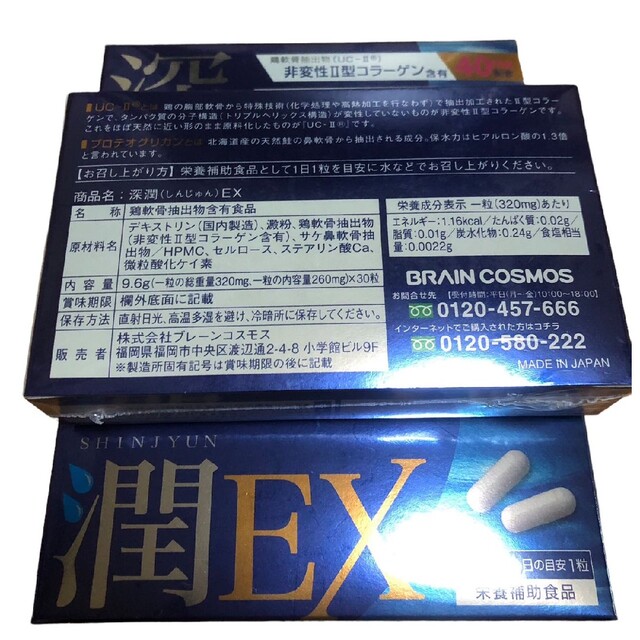 深
鶏軟骨抽出物(UC-Ⅱ®)
非変性Ⅱ型コラーゲン含有
UC-Ⅱ®とは 鶏の胸部軟骨から特殊技術(化学処理や高熱加工を行なわず)で抽出加工されたⅡ型コラー
ゲンで、タンパク質の分子構造(トリプルヘリックス構造)が変性していないものが非変性Ⅱ型コラーゲンです。
これをほぼ天然に近い形のまま原料化したものが「UC-Ⅱ®」です。
プロテオグリカンとは 北海道産の天然鮭の鼻軟骨から抽出される成分。保水力はヒアルロン酸の1.3倍
と言われています。
【お召し上がり方】栄養補助食品として1日1粒を目安に水などでお召し上がりください。
商品名:深潤(しんじゅん)EX
名 称 鶏軟骨抽出物含有食品
原材料名 デキストリン(国内製造)、澱粉、鶏軟骨抽出物
(非変性Ⅱ型コラーゲン含有)、サケ鼻軟骨抽
出物/HPMC、セルロース、ステアリン酸Ca、
微粒酸化ケイ素
内 容 量 9.6g(一粒の総重量320mg、一粒の内容量260mg)×30粒
賞味期限 欄外底面に記載
保存方法 直射日光、高温多湿を避け、冷暗所に保存してください。
販 売 者 株式会社ブレーンコスモス
福岡県福岡市中央区渡辺通2-4-8 小学館ビル9F
※製造所固有記号は賞味期限の後に記載
栄養成分表示 一粒(320mg)あたり
エネルギー:1.16kcal/たんぱく質:0.02g/
脂質:0.01g/炭水化物:0.24g/食塩相当
量:0.0022g
BRAIN COSMOS
お問合せ先 【受付時間:平日(月~金)10:00~18:00】
0120-457-666
インターネットでご購入された方はコチラ
0120-580-222
MADE IN JAPAN
SHINJYUN
潤EX
日の目安1粒
栄養補助食品